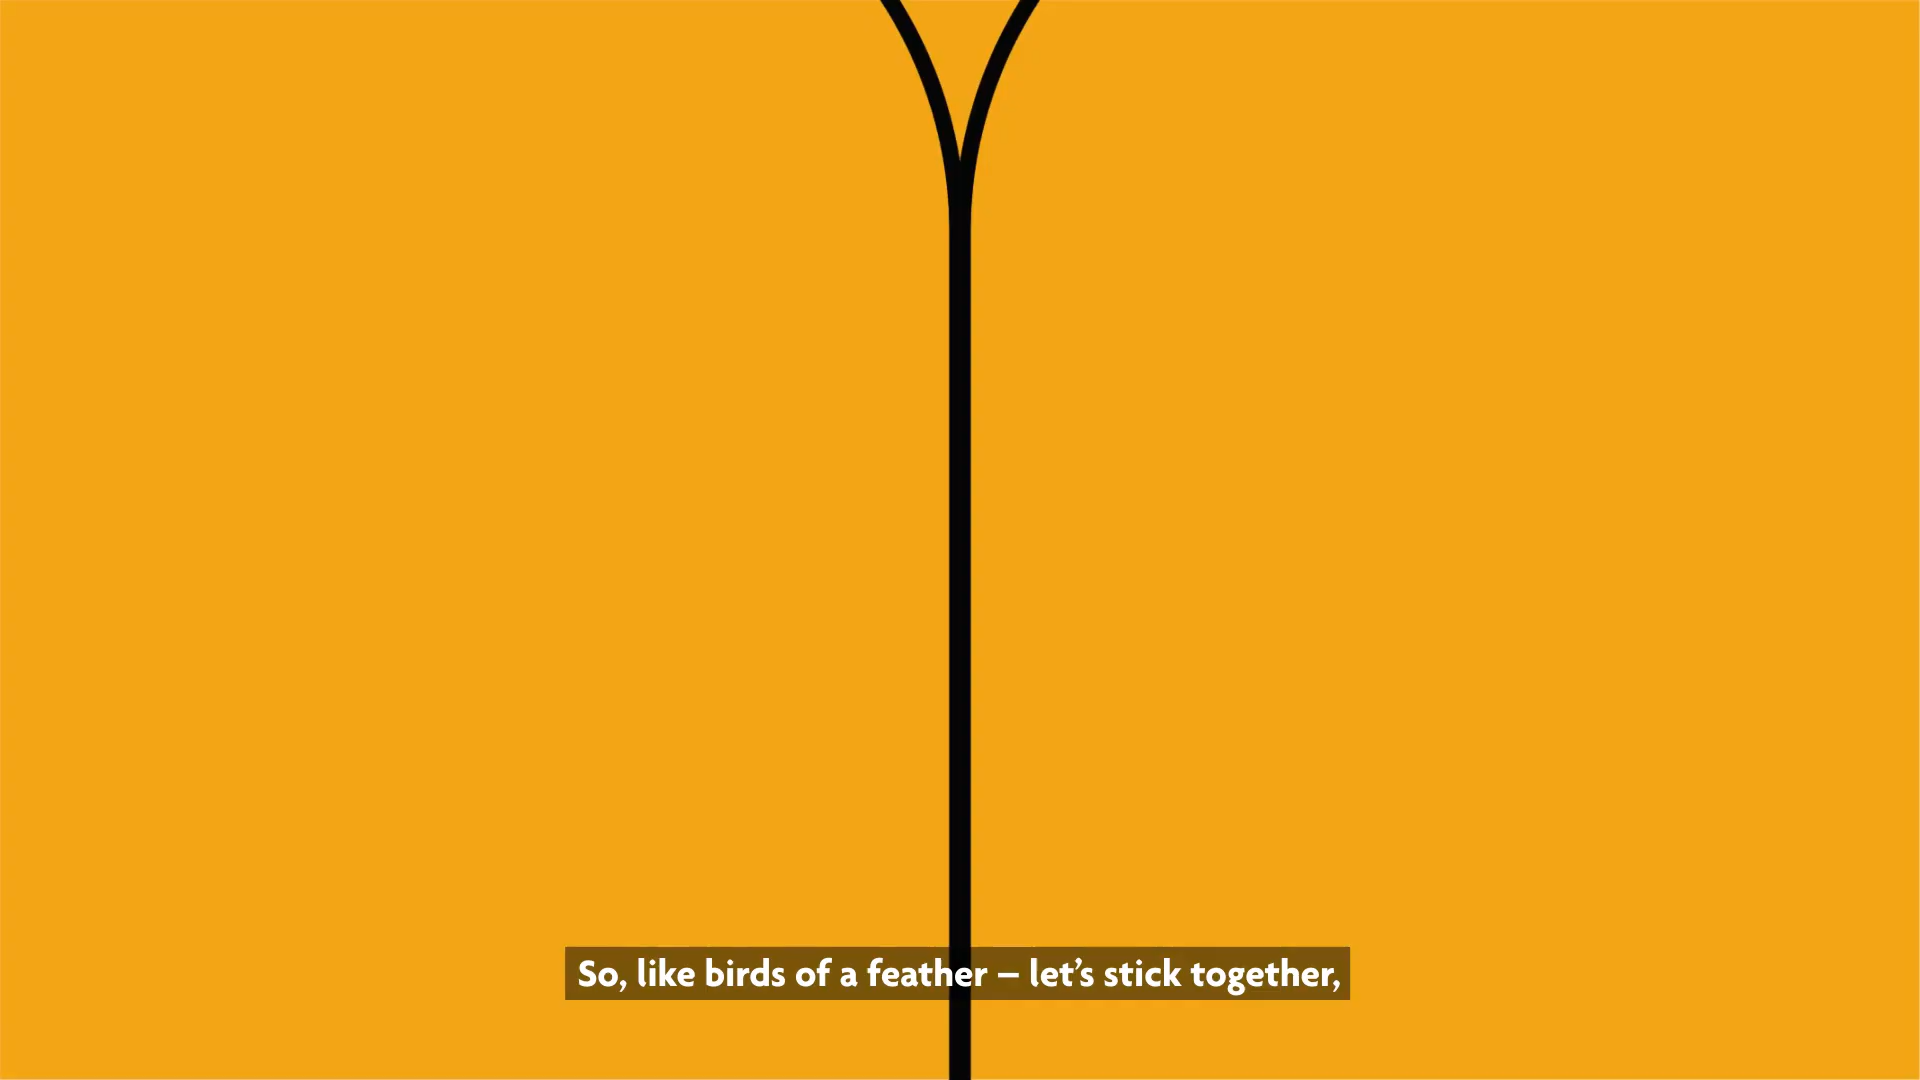 So, like birds of a feather – let’s stick together,